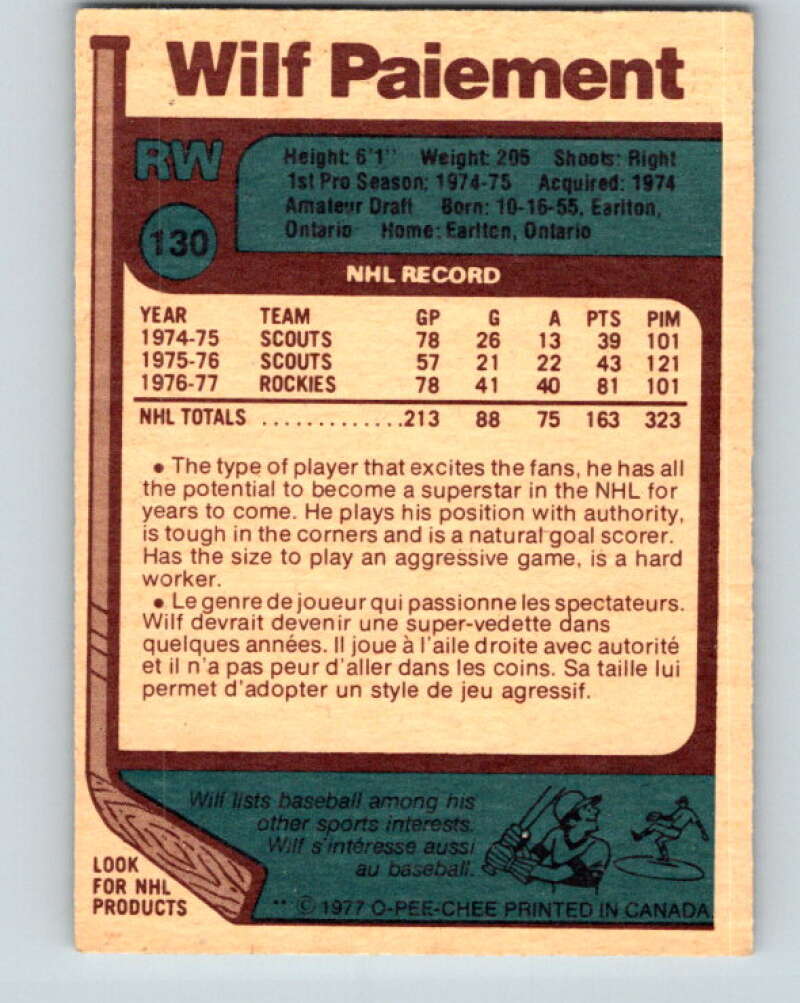 Wilf Paiement
RW
Height: 6'1" Weight: 205 Shoots: Right
1st Pro Season: 1974-75 Acquired: 1974
Amateur Draft Born: 10-16-55, Earlton,
Ontario Home: Earlton, Ontario
130
NHL RECORD
YEAR TEAM GP G A PTS PIM
1974-75 SCOUTS 78 26 13 39 101
1975-76 SCOUTS 57 21 22 43 121
1976-77 ROCKIES 78 41 40 81 101
NHL TOTALS .............213 88 75 163 323
• The type of player that excites the fans, he has all
the potential to become a superstar in the NHL for
years to come. He plays his position with authority,
is tough in the corners and is a natural goal scorer.
Has the size to play an aggressive game, is a hard
worker.
• Le genre de joueur qui passionne les spectateurs.
Wilf devrait devenir une super-vedette dans
quelques années. Il joue à l'aile droite avec autorité
et il n'a pas peur d'aller dans les coins. Sa taille lui
permet d'adopter un style de jeu agressif.
Wilf lists baseball among his
other sports interests.
Wilf s'intéresse aussi
au baseball.
LOOK
FOR NHL
PRODUCTS
** © 1977 O-PEE-CHEE PRINTED IN CANADA